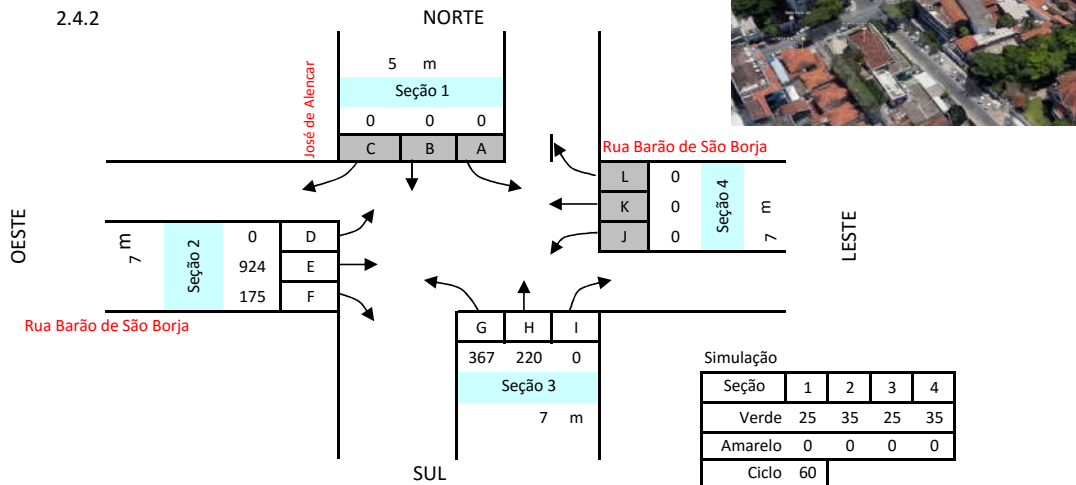 2.4.2
NORTE
5 m
Seção 1
0 0 0
C B A
José de Alencar
Rua Barão de São Borja
L 0
K 0
J 0
Seção 4
7 m
LESTE
OESTE
7 m
Seção 2
0 D
924 E
175 F
Rua Barão de São Borja
G H I
367 220 0
Seção 3
7 m
SUL
Simulação
Seção 1 2 3 4
Verde 25 35 25 35
Amarelo 0 0 0 0
Ciclo 60